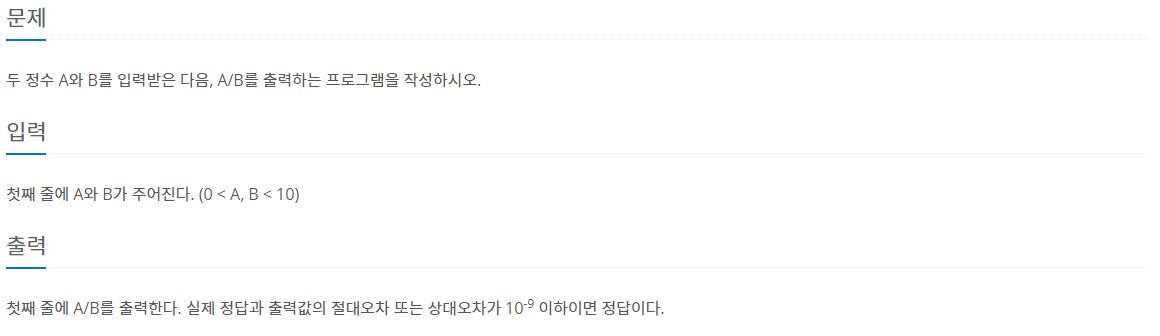 문제
두 정수 A와 B를 입력받은 다음, A/B를 출력하는 프로그램을 작성하시오.
입력
첫째 줄에 A와 B가 주어진다. (0 < A, B < 10)
출력
첫째 줄에 A/B를 출력한다. 실제 정답과 출력값의 절대오차 또는 상대오차가 10⁻⁹ 이하이면 정답이다.